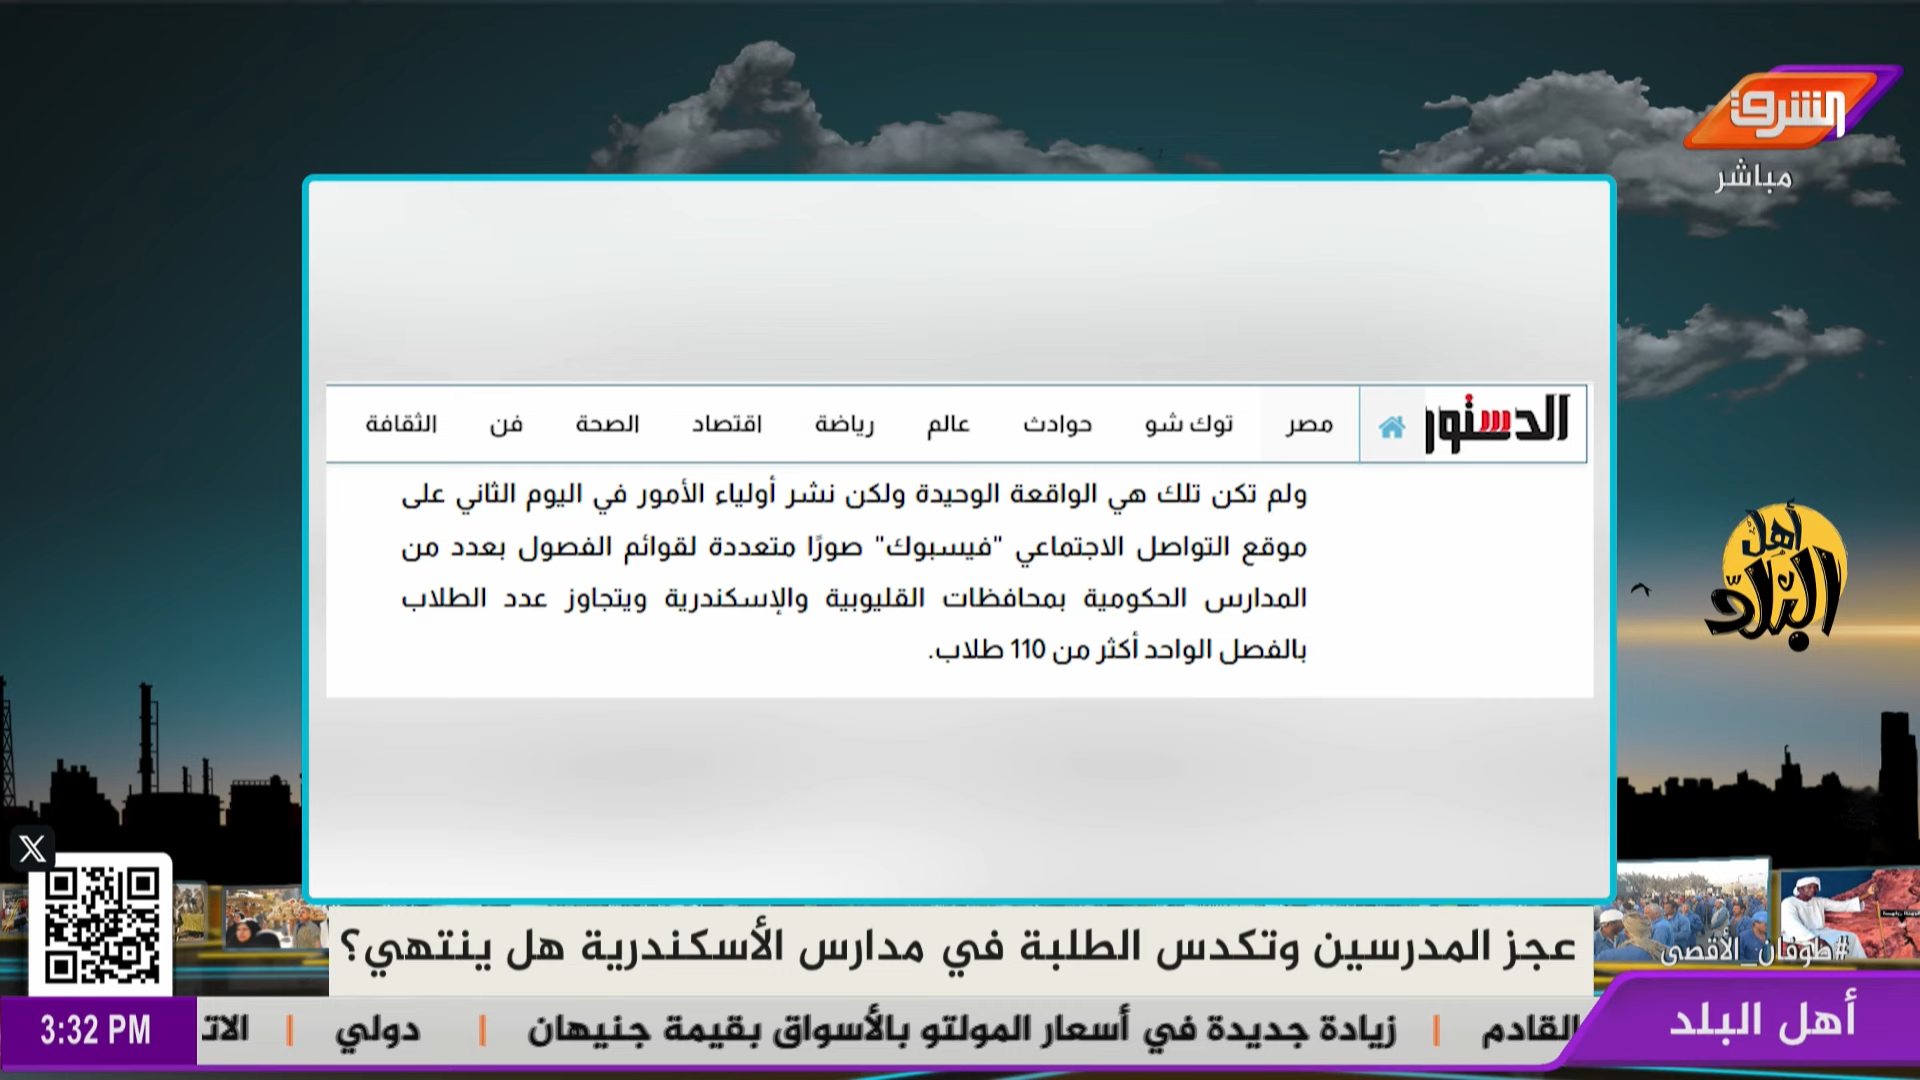 الشرق
مباشر
الدستور
مصر
توك شو
حوادث
عالم
رياضة
اقتصاد
الصحة
فن
الثقافة
ولم تكن تلك هي الواقعة الوحيدة ولكن نشر أولياء الأمور في اليوم الثاني على
موقع التواصل الاجتماعي "فيسبوك" صورًا متعددة لقوائم الفصول بعدد من
المدارس الحكومية بمحافظات القليوبية والإسكندرية ويتجاوز عدد الطلاب
بالفصل الواحد أكثر من 110 طلاب.
أهل
البلد
X
عجز المدرسين وتكدس الطلبة في مدارس الأسكندرية هل ينتهي؟
#طوفان_الأقصى
أهل البلد
القادم | زيادة جديدة في أسعار المولتو بالأسواق بقيمة جنيهان | دولي | الات
3:32 PM